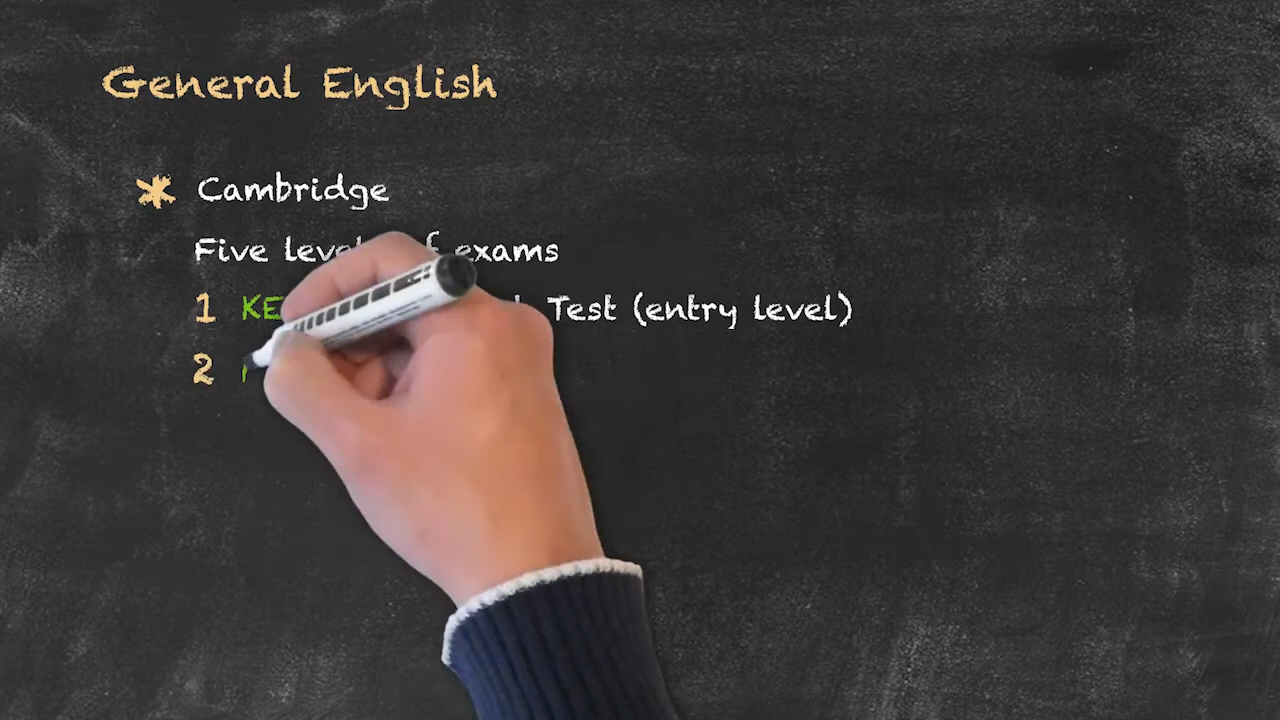 General English
* Cambridge
Five exams
1 Test (entry level)
2